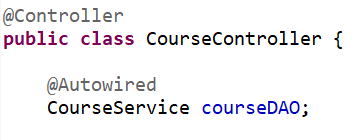 @Controller
public class CourseController {
@Autowired
CourseService courseDAO;